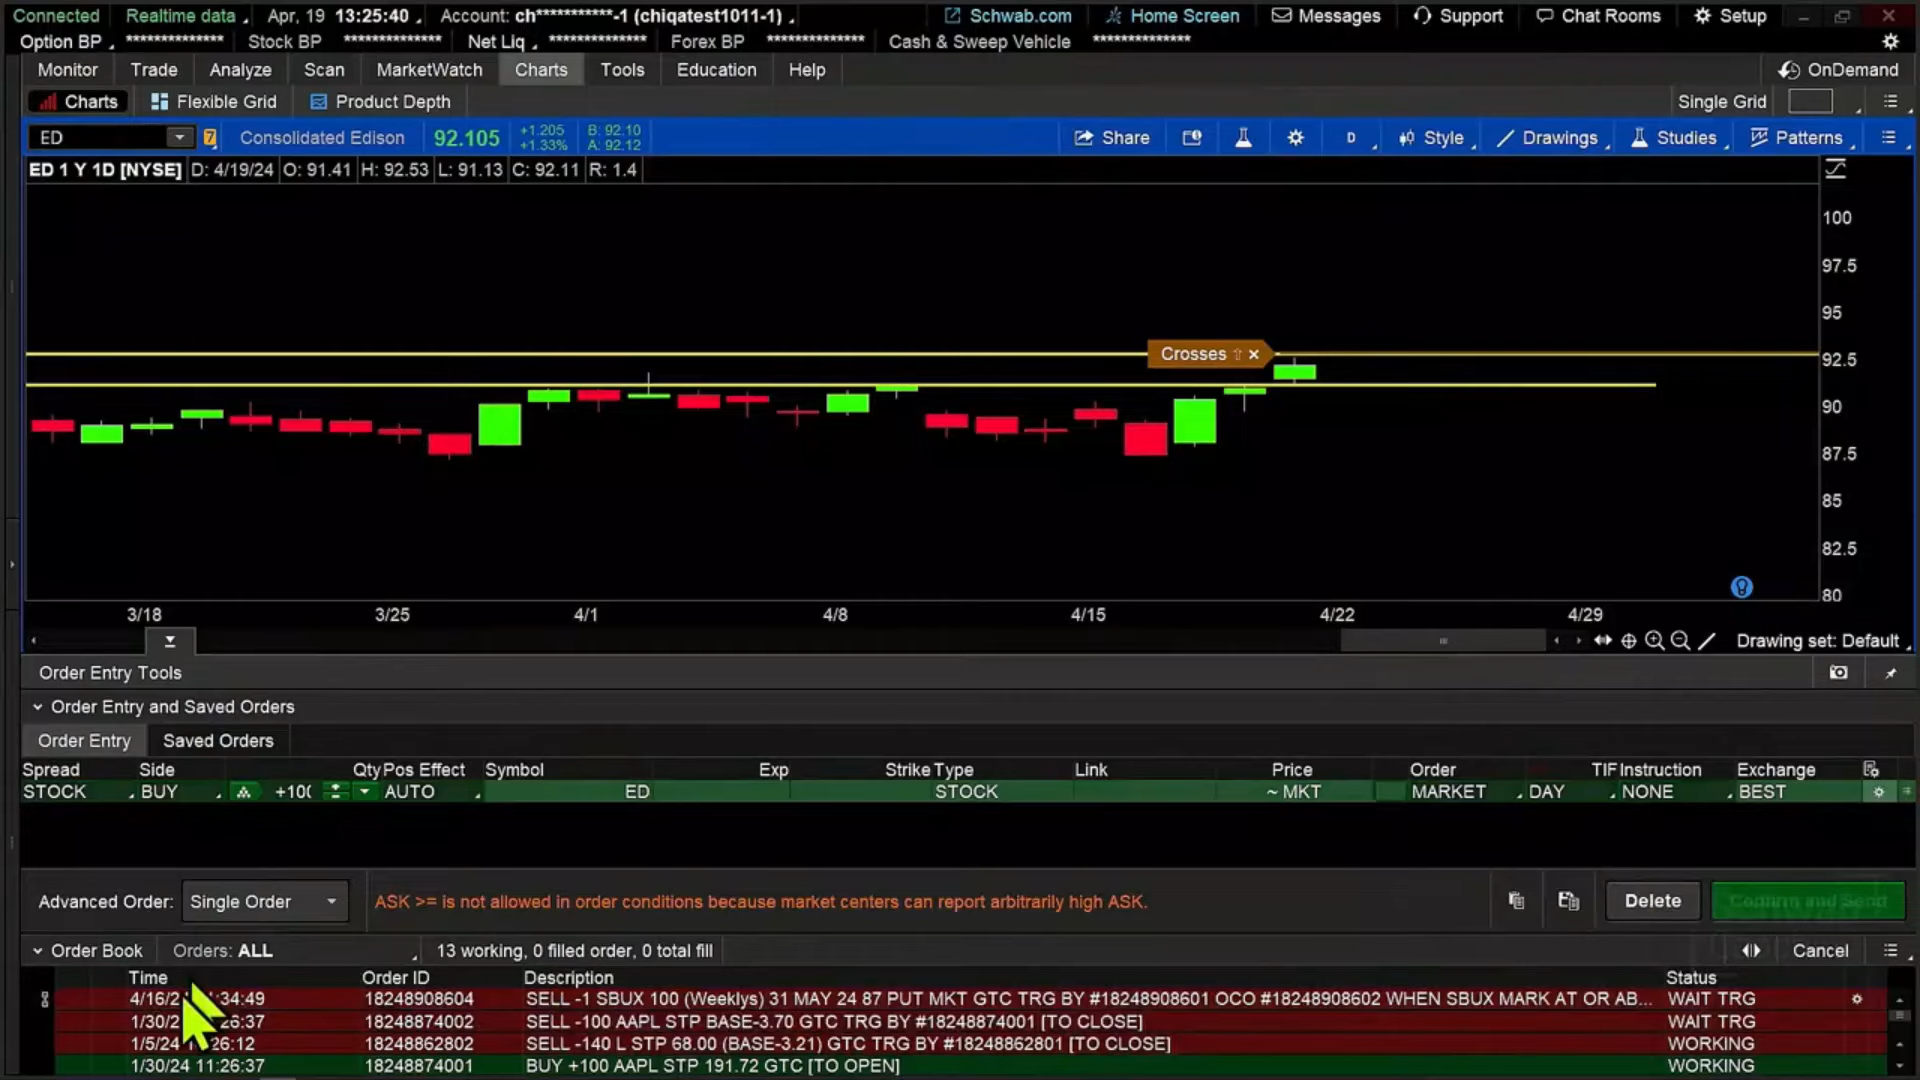 Connected Realtime data Apr, 19 13:25:40 Account: ch***********-1 (chiqatest1011-1) Schwab.com Home Screen Messages Support Chat Rooms Setup
Option BP ************** Stock BP ************** Net Liq ************** Forex BP ************** Cash & Sweep Vehicle **************
Monitor Trade Analyze Scan MarketWatch Charts Tools Education Help OnDemand
Charts Flexible Grid Product Depth Single Grid
ED 7 Consolidated Edison 92.105 +1.205 +1.33% B: 92.10 A: 92.12 Share D Style Drawings Studies Patterns
ED 1 Y 1D [NYSE] D: 4/19/24 O: 91.41 H: 92.53 L: 91.13 C: 92.11 R: 1.4
100
97.5
95
Crosses
92.5
90
87.5
85
82.5
80
3/18 3/25 4/1 4/8 4/15 4/22 4/29
Drawing set: Default
Order Entry Tools
Order Entry and Saved Orders
Order Entry Saved Orders
Spread Side Qty Pos Effect Symbol Exp Strike Type Link Price Order TIF Instruction Exchange
STOCK BUY +10( AUTO ED STOCK ~ MKT MARKET DAY NONE BEST
Advanced Order: Single Order ASK >= is not allowed in order conditions because market centers can report arbitrarily high ASK. Delete Confirm and Send
Order Book Orders: ALL 13 working, 0 filled order, 0 total fill Cancel
Time Order ID Description Status
4/16/2 34:49 18248908604 SELL -1 SBUX 100 (Weeklys) 31 MAY 24 87 PUT MKT GTC TRG BY #18248908601 OCO #18248908602 WHEN SBUX MARK AT OR AB... WAIT TRG
1/30/2 26:37 18248874002 SELL -100 AAPL STP BASE-3.70 GTC TRG BY #18248874001 [TO CLOSE] WAIT TRG
1/5/24 26:12 18248862802 SELL -140 L STP 68.00 (BASE-3.21) GTC TRG BY #18248862801 [TO CLOSE] WORKING
1/30/24 11:26:37 18248874001 BUY +100 AAPL STP 191.72 GTC [TO OPEN] WORKING